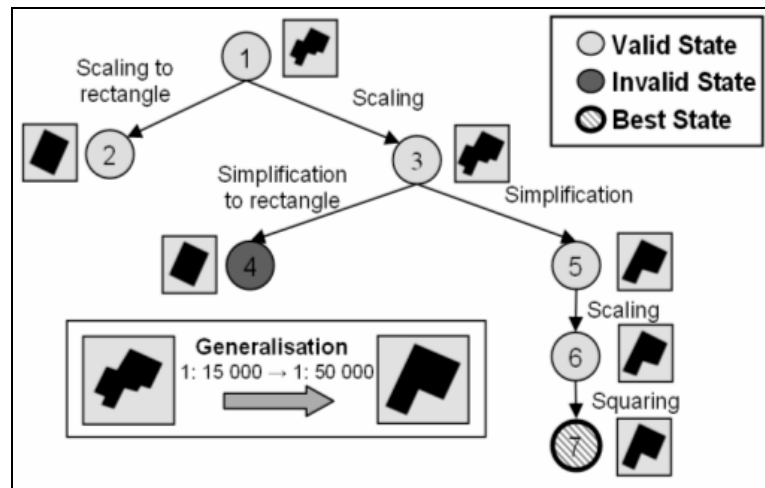 1
Scaling to
rectangle
Scaling
Valid State
Invalid State
Best State
2
3
Simplification
to rectangle
Simplification
4
5
Scaling
Generalisation
1: 15 000 → 1: 50 000
6
Squaring
7